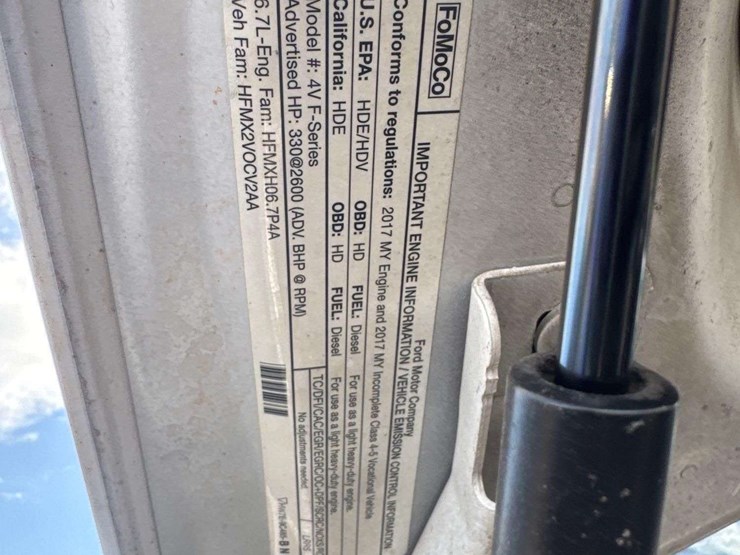 FoMoCo
Ford Motor Company
IMPORTANT ENGINE INFORMATION / VEHICLE EMISSION CONTROL INFORMATION
Conforms to regulations: 2017 MY Engine and 2017 MY Incomplete Class 4-5 Vocational Vehicle
U.S. EPA: HDE/HDV OBD: HD FUEL: Diesel For use as a light heavy-duty engine.
California: HDE OBD: HD FUEL: Diesel For use as a light heavy-duty engine.
Model #: 4V F-Series
Advertised HP: 330@2600 (ADV. BHP @ RPM)
No adjustments needed.
6.7L-Eng. Fam: HFMXH06.7P4A
Veh Fam: HFMX2VOCV2AA